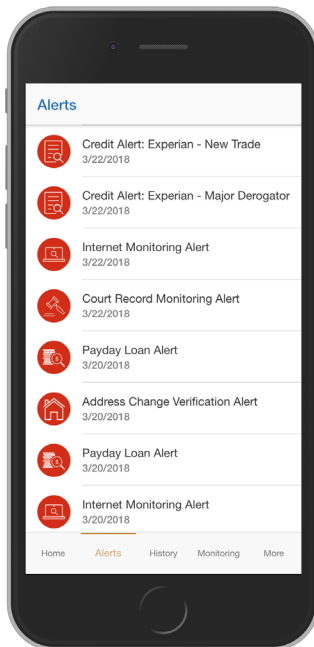 Alerts
Credit Alert: Experian - New Trade
3/22/2018
Credit Alert: Experian - Major Derogator
3/22/2018
Internet Monitoring Alert
3/22/2018
Court Record Monitoring Alert
3/22/2018
Payday Loan Alert
3/20/2018
Address Change Verification Alert
3/20/2018
Payday Loan Alert
3/20/2018
Internet Monitoring Alert
3/20/2018
Home Alerts History Monitoring More